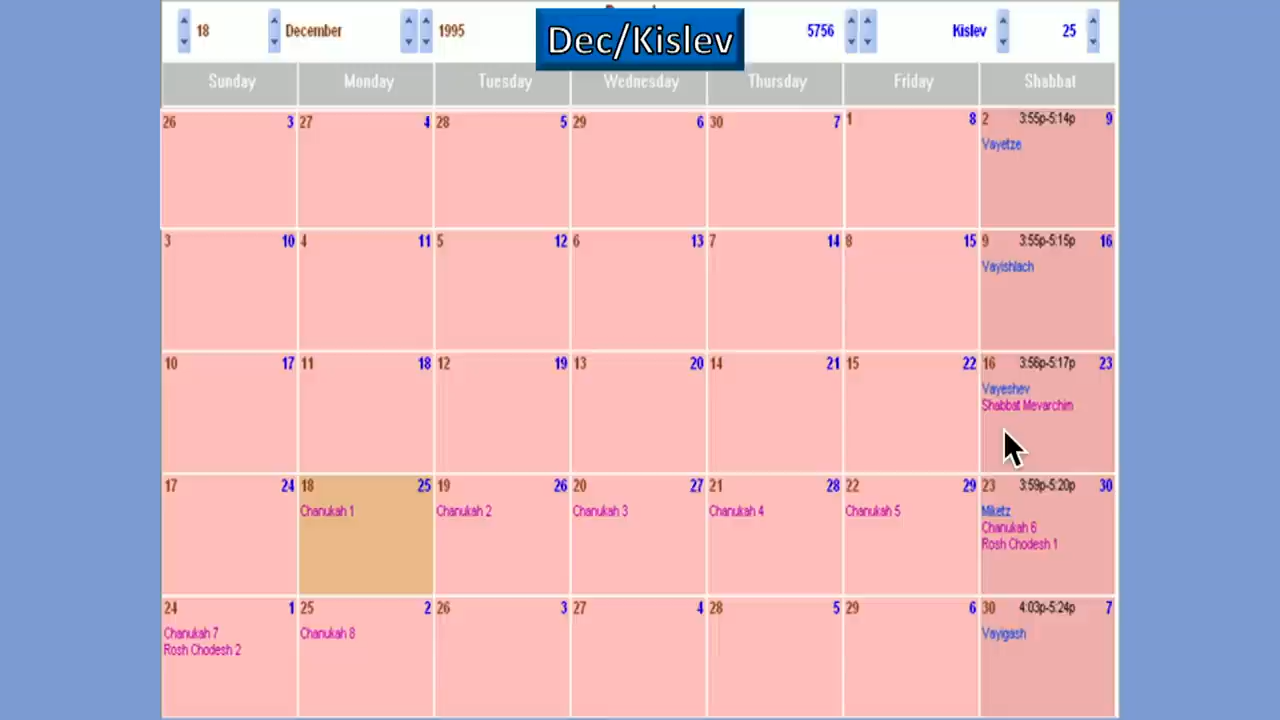 18 December 1995 Dec/Kislev 5756 Kislev 25
Sunday Monday Tuesday Wednesday Thursday Friday Shabbat
26 3 27 4 28 5 29 6 30 7 1 8 2 3:55p-5:14p 9
Vayetze
3 10 4 11 5 12 6 13 7 14 8 15 9 3:55p-5:15p 16
Vayishlach
10 17 11 18 12 19 13 20 14 21 15 22 16 3:56p-5:17p 23
Vayeshev
Shabbat Mevarchim
17 24 18 25 19 26 20 27 21 28 22 29 23 3:59p-5:20p 30
Chanukah 1 Chanukah 2 Chanukah 3 Chanukah 4 Chanukah 5 Miketz
Chanukah 6
Rosh Chodesh 1
24 1 25 2 26 3 27 4 28 5 29 6 30 4:03p-5:24p 7
Chanukah 7 Chanukah 8 Vayigash
Rosh Chodesh 2